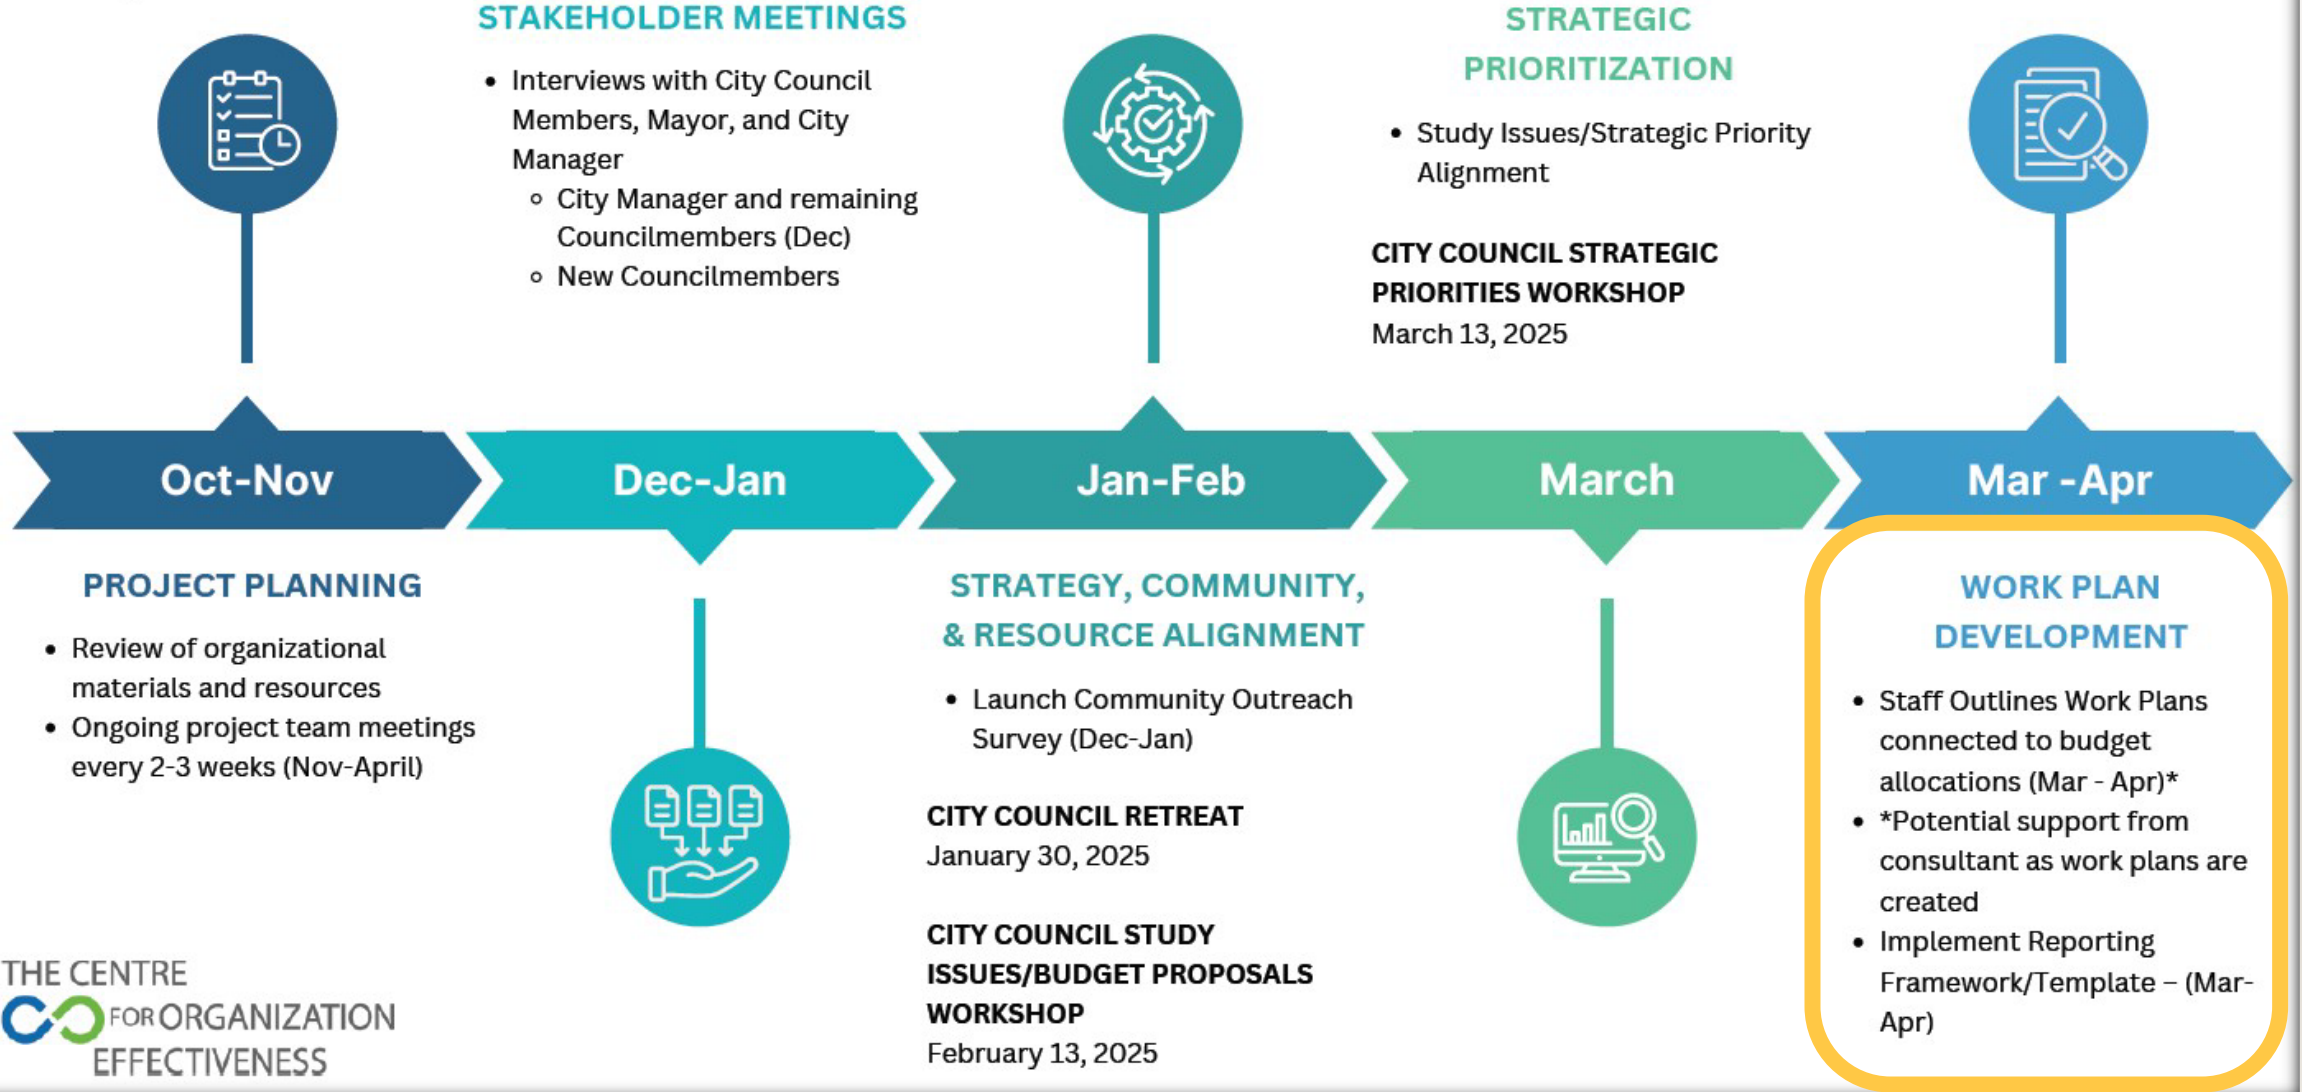 STAKEHOLDER MEETINGS
• Interviews with City Council
Members, Mayor, and City
Manager
◦ City Manager and remaining
Councilmembers (Dec)
◦ New Councilmembers
STRATEGIC
PRIORITIZATION
• Study Issues/Strategic Priority
Alignment
CITY COUNCIL STRATEGIC
PRIORITIES WORKSHOP
March 13, 2025
Oct-Nov
Dec-Jan
Jan-Feb
March
Mar -Apr
PROJECT PLANNING
• Review of organizational
materials and resources
• Ongoing project team meetings
every 2-3 weeks (Nov-April)
STRATEGY, COMMUNITY,
& RESOURCE ALIGNMENT
• Launch Community Outreach
Survey (Dec-Jan)
CITY COUNCIL RETREAT
January 30, 2025
CITY COUNCIL STUDY
ISSUES/BUDGET PROPOSALS
WORKSHOP
February 13, 2025
WORK PLAN
DEVELOPMENT
• Staff Outlines Work Plans
connected to budget
allocations (Mar - Apr)*
• *Potential support from
consultant as work plans are
created
• Implement Reporting
Framework/Template – (Mar-
Apr)
THE CENTRE
FOR ORGANIZATION
EFFECTIVENESS